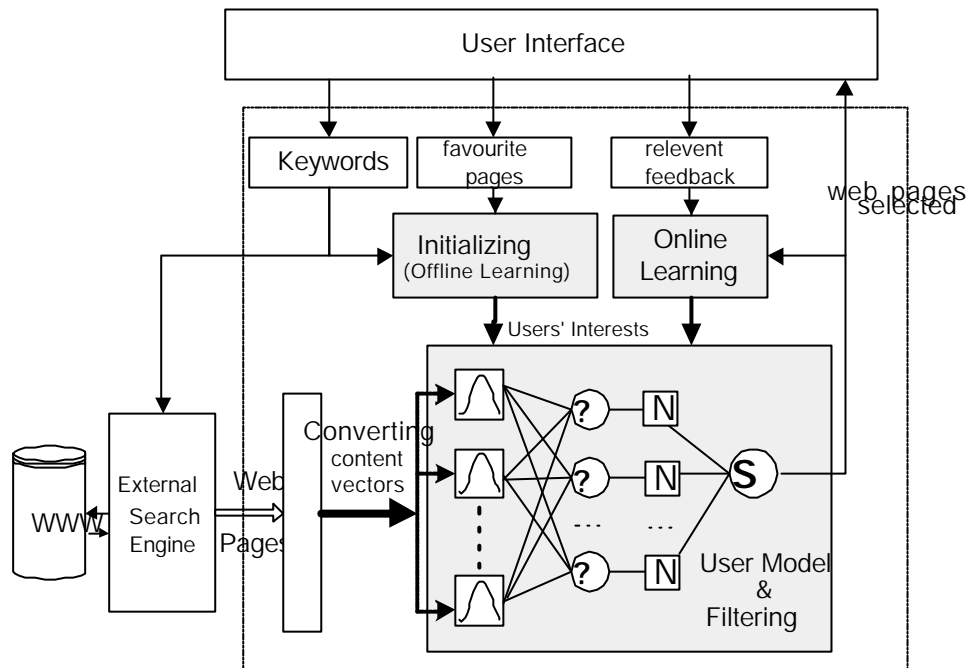 User Interface
Keywords
favourite
pages
relevent
feedback
web pages
selected
Initializing
(Offline Learning)
Online
Learning
Users' Interests
WWW
External
Search
Engine
Web
Pages
Converting
content
vectors
?
N
?
N
S
... ...
?
N
User Model
&
Filtering